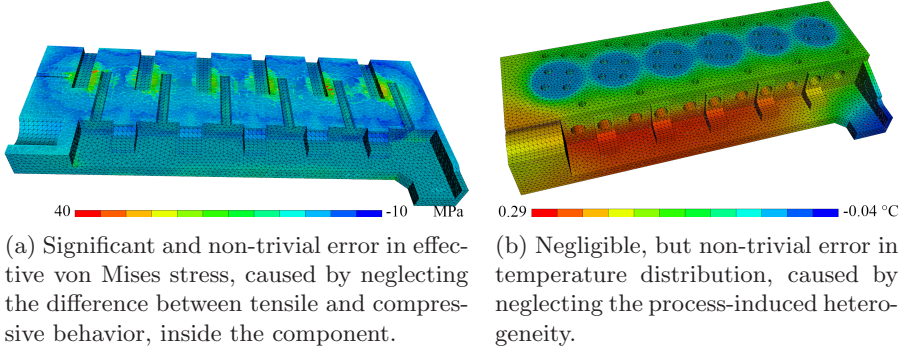 40 -10 MPa
0.29 -0.04 °C
(a) Significant and non-trivial error in effec-
tive von Mises stress, caused by neglecting
the difference between tensile and compres-
sive behavior, inside the component.
(b) Negligible, but non-trivial error in
temperature distribution, caused by
neglecting the process-induced hetero-
geneity.